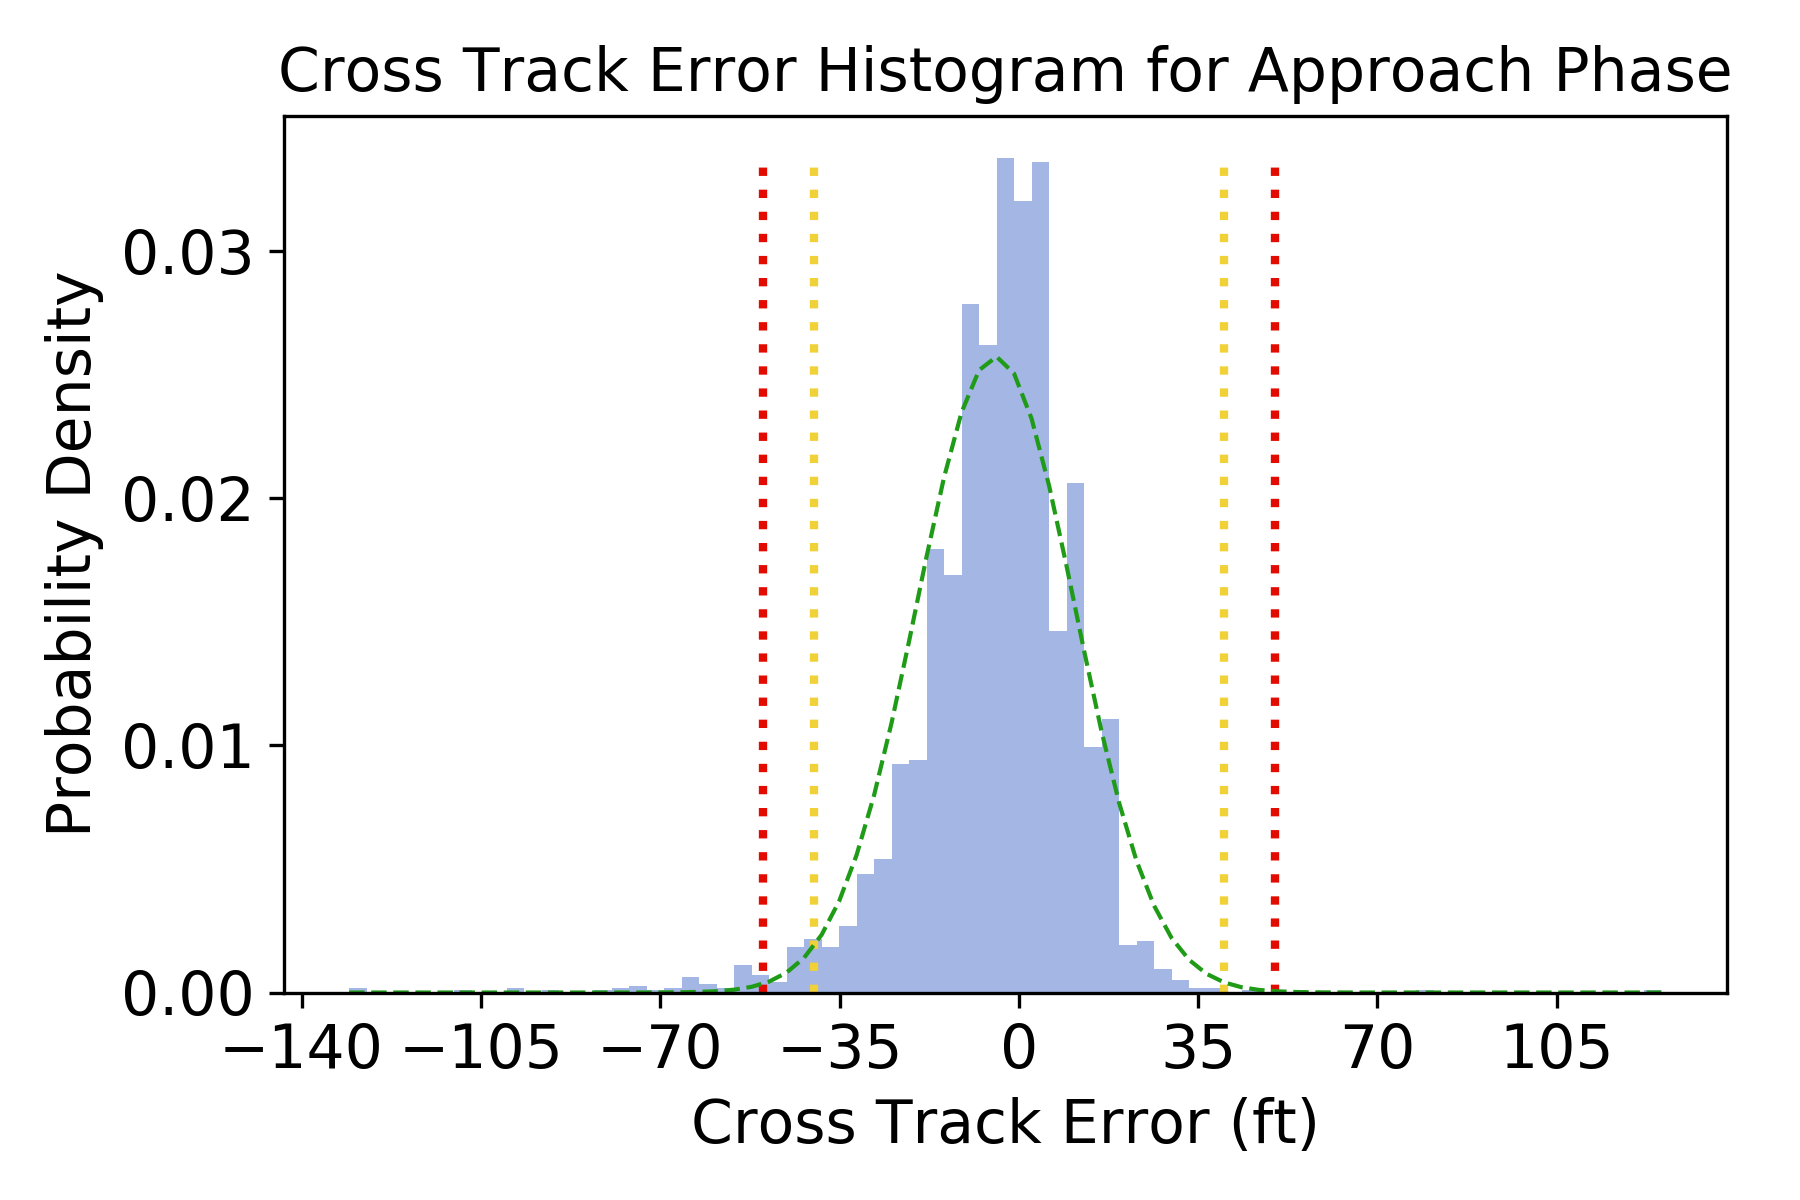 Cross Track Error Histogram for Approach Phase
Probability Density
0.03
0.02
0.01
0.00
−140 −105 −70 −35 0 35 70 105
Cross Track Error (ft)